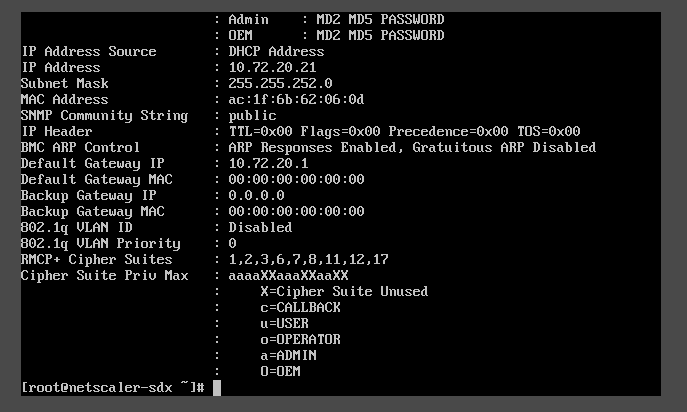 : Admin : MD2 MD5 PASSWORD
: OEM : MD2 MD5 PASSWORD
IP Address Source : DHCP Address
IP Address : 10.72.20.21
Subnet Mask : 255.255.252.0
MAC Address : ac:1f:6b:62:06:0d
SNMP Community String : public
IP Header : TTL=0x00 Flags=0x00 Precedence=0x00 TOS=0x00
BMC ARP Control : ARP Responses Enabled, Gratuitous ARP Disabled
Default Gateway IP : 10.72.20.1
Default Gateway MAC : 00:00:00:00:00:00
Backup Gateway IP : 0.0.0.0
Backup Gateway MAC : 00:00:00:00:00:00
802.1q VLAN ID : Disabled
802.1q VLAN Priority : 0
RMCP+ Cipher Suites : 1,2,3,6,7,8,11,12,17
Cipher Suite Priv Max : aaaaXXaaaXXaaXX
: X=Cipher Suite Unused
: c=CALLBACK
: u=USER
: o=OPERATOR
: a=ADMIN
: O=OEM
[root@netscaler-sdx ~]#